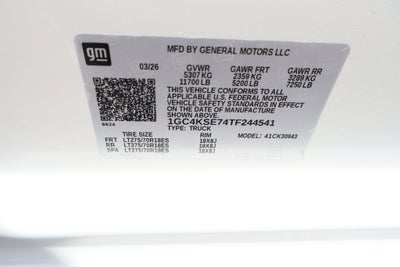 gm
MFD BY GENERAL MOTORS LLC
03/26 GVWR GAWR FRT GAWR RR
5307 KG 2359 KG 3289 KG
11700 LB 5200 LB 7250 LB
THIS VEHICLE CONFORMS TO ALL
APPLICABLE U.S. FEDERAL MOTOR
VEHICLE SAFETY STANDARDS IN
EFFECT ON THE DATE OF
MANUFACTURE SHOWN ABOVE.
1GC4KSE74TF244541
TYPE: TRUCK
TIRE SIZE RIM MODEL: 41CK30943
FRT LT275/70R18ES 18X8J
RR LT275/70R18ES 18X8J
SPA LT275/70R18ES 18X8J